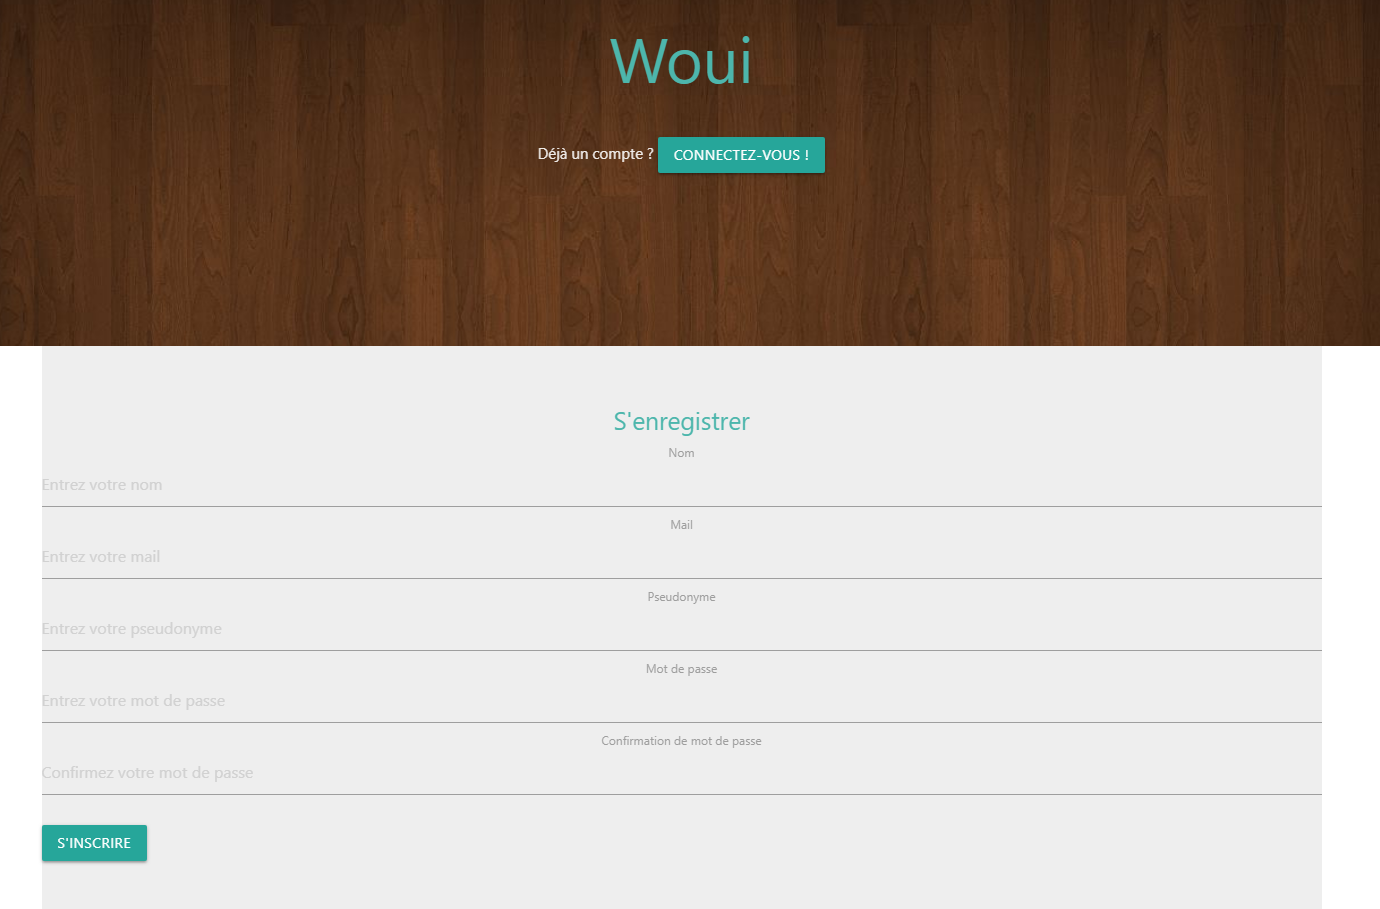 Woui
Déjà un compte ? CONNECTEZ-VOUS !
S'enregistrer
Nom
Entrez votre nom
Mail
Entrez votre mail
Pseudonyme
Entrez votre pseudonyme
Mot de passe
Entrez votre mot de passe
Confirmation de mot de passe
Confirmez votre mot de passe
S'INSCRIRE